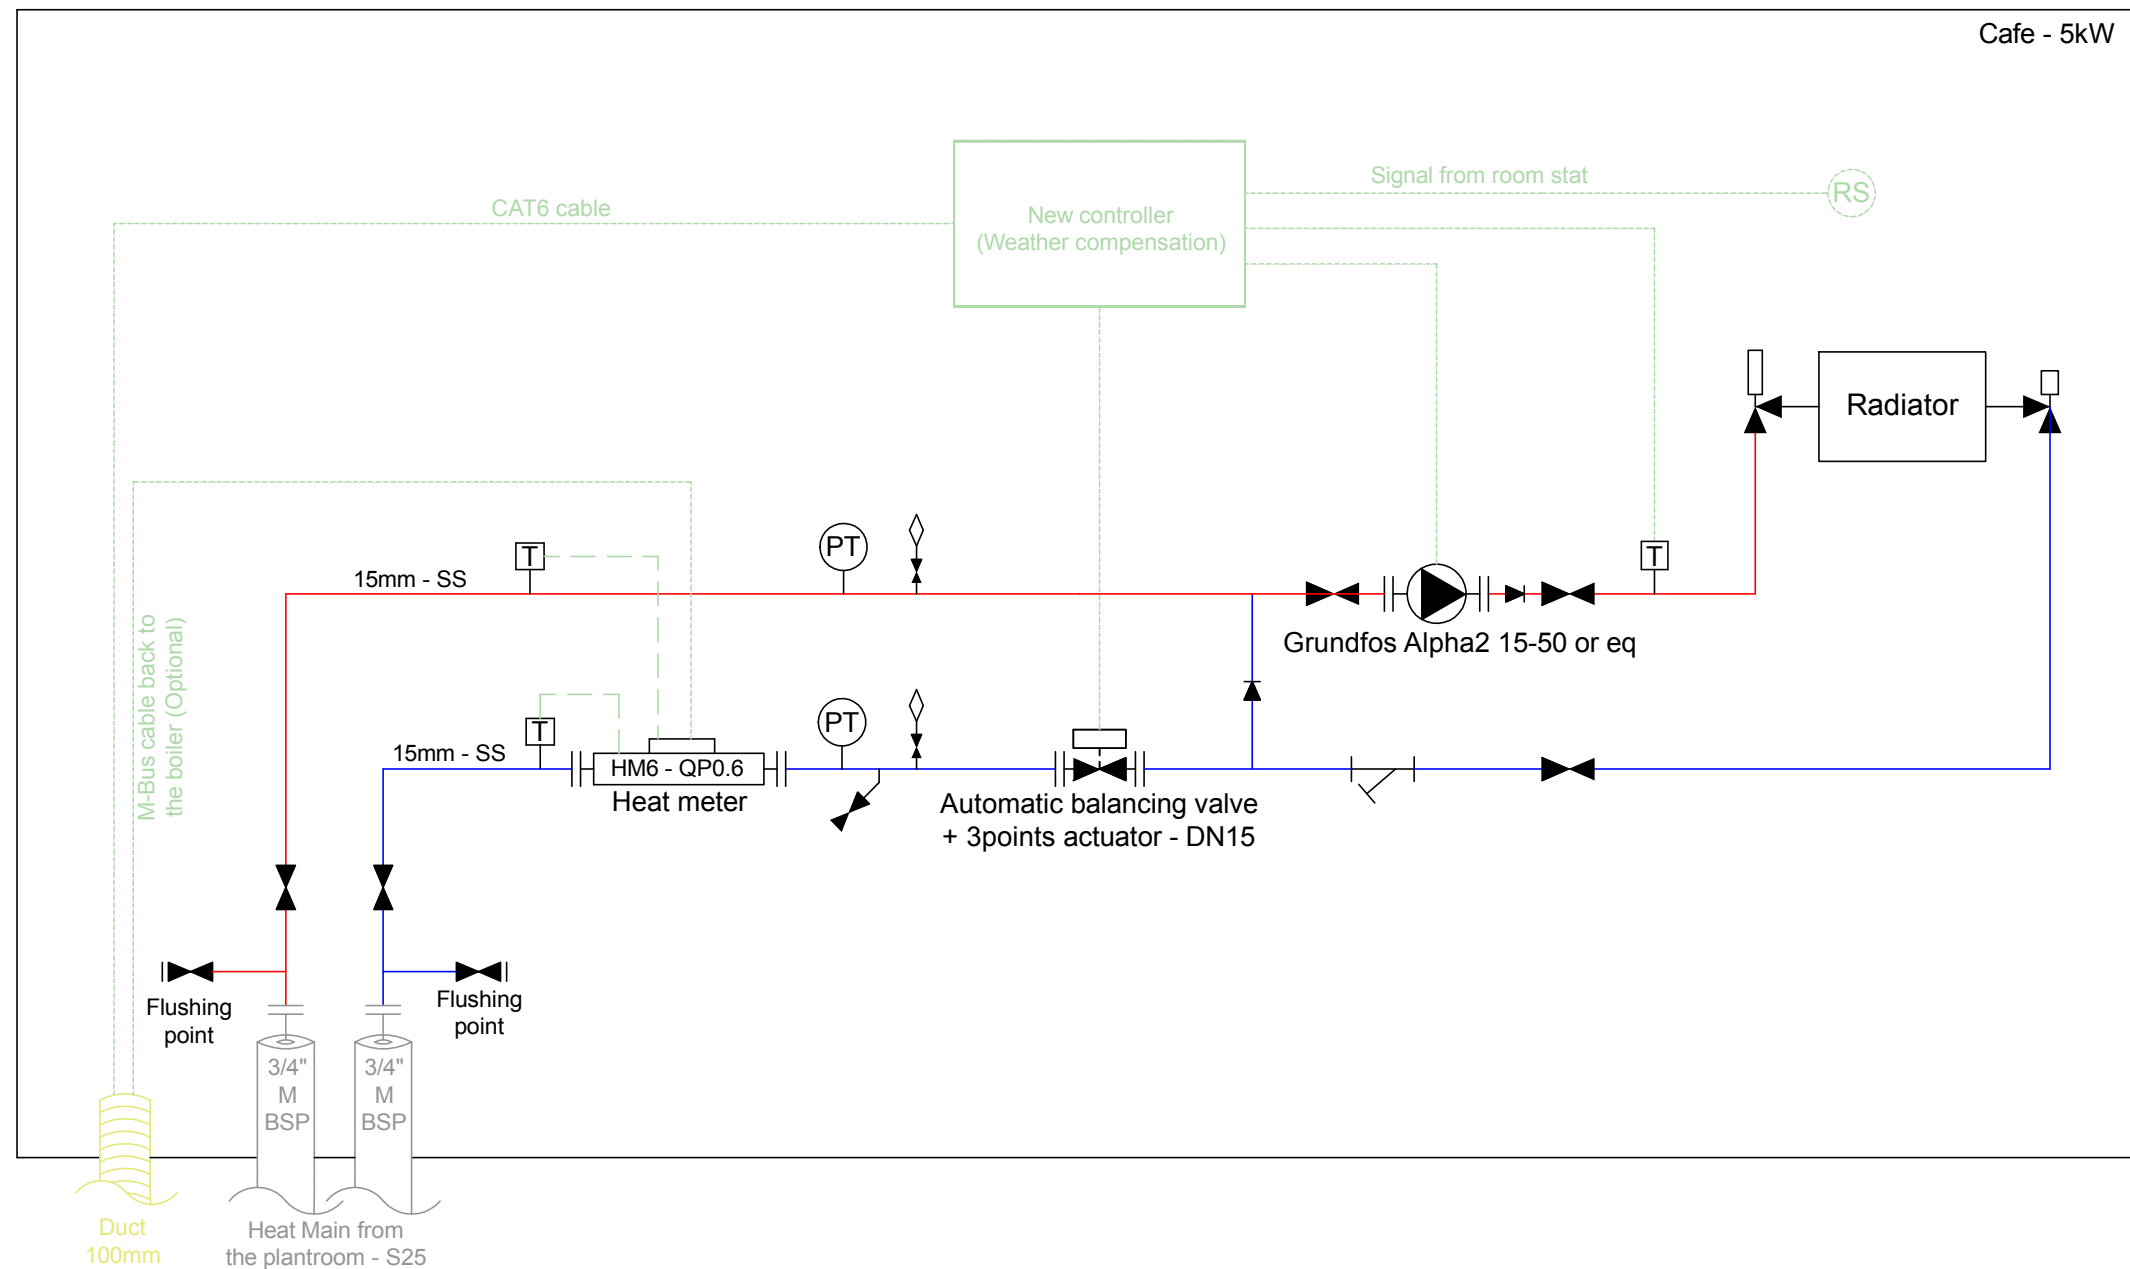 Cafe - 5kW
Signal from room stat
RS
CAT6 cable
New controller
(Weather compensation)
Radiator
T
PT
T
15mm - SS
Grundfos Alpha2 15-50 or eq
M-Bus cable back to
the boiler (Optional)
T
PT
15mm - SS
HM6 - QP0.6
Heat meter
Automatic balancing valve
+ 3points actuator - DN15
Flushing
point
Flushing
point
3/4"
M
BSP
3/4"
M
BSP
Duct
100mm
Heat Main from
the plantroom - S25